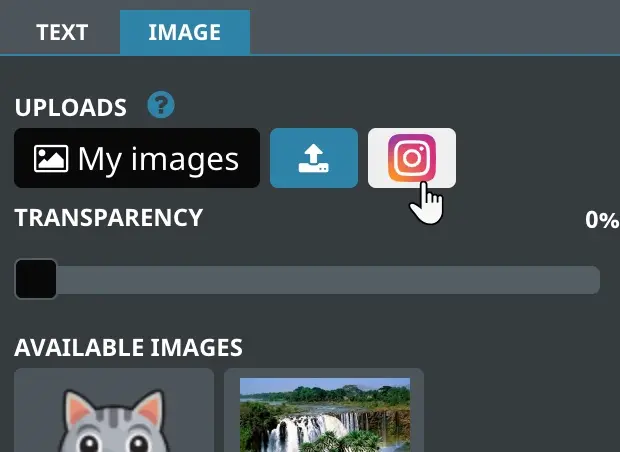 TEXT IMAGE
UPLOADS ?
My images
TRANSPARENCY 0%
AVAILABLE IMAGES